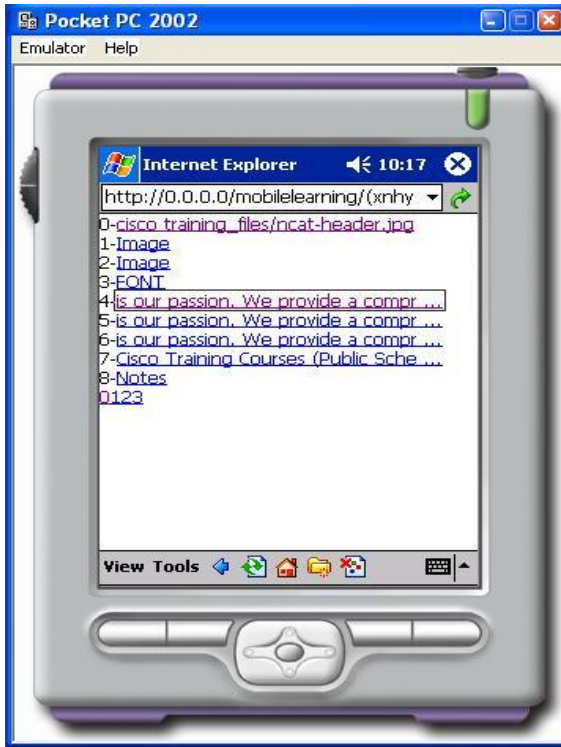 Pocket PC 2002
Emulator Help
Internet Explorer 10:17
http://0.0.0.0/mobilelearning/(xnhy
0-cisco training_files/ncat-header.jpg
1-Image
2-Image
3-FONT
4-is our passion. We provide a compr ...
5-is our passion. We provide a compr ...
6-is our passion. We provide a compr ...
7-Cisco Training Courses (Public Sche ...
8-Notes
0123
View Tools